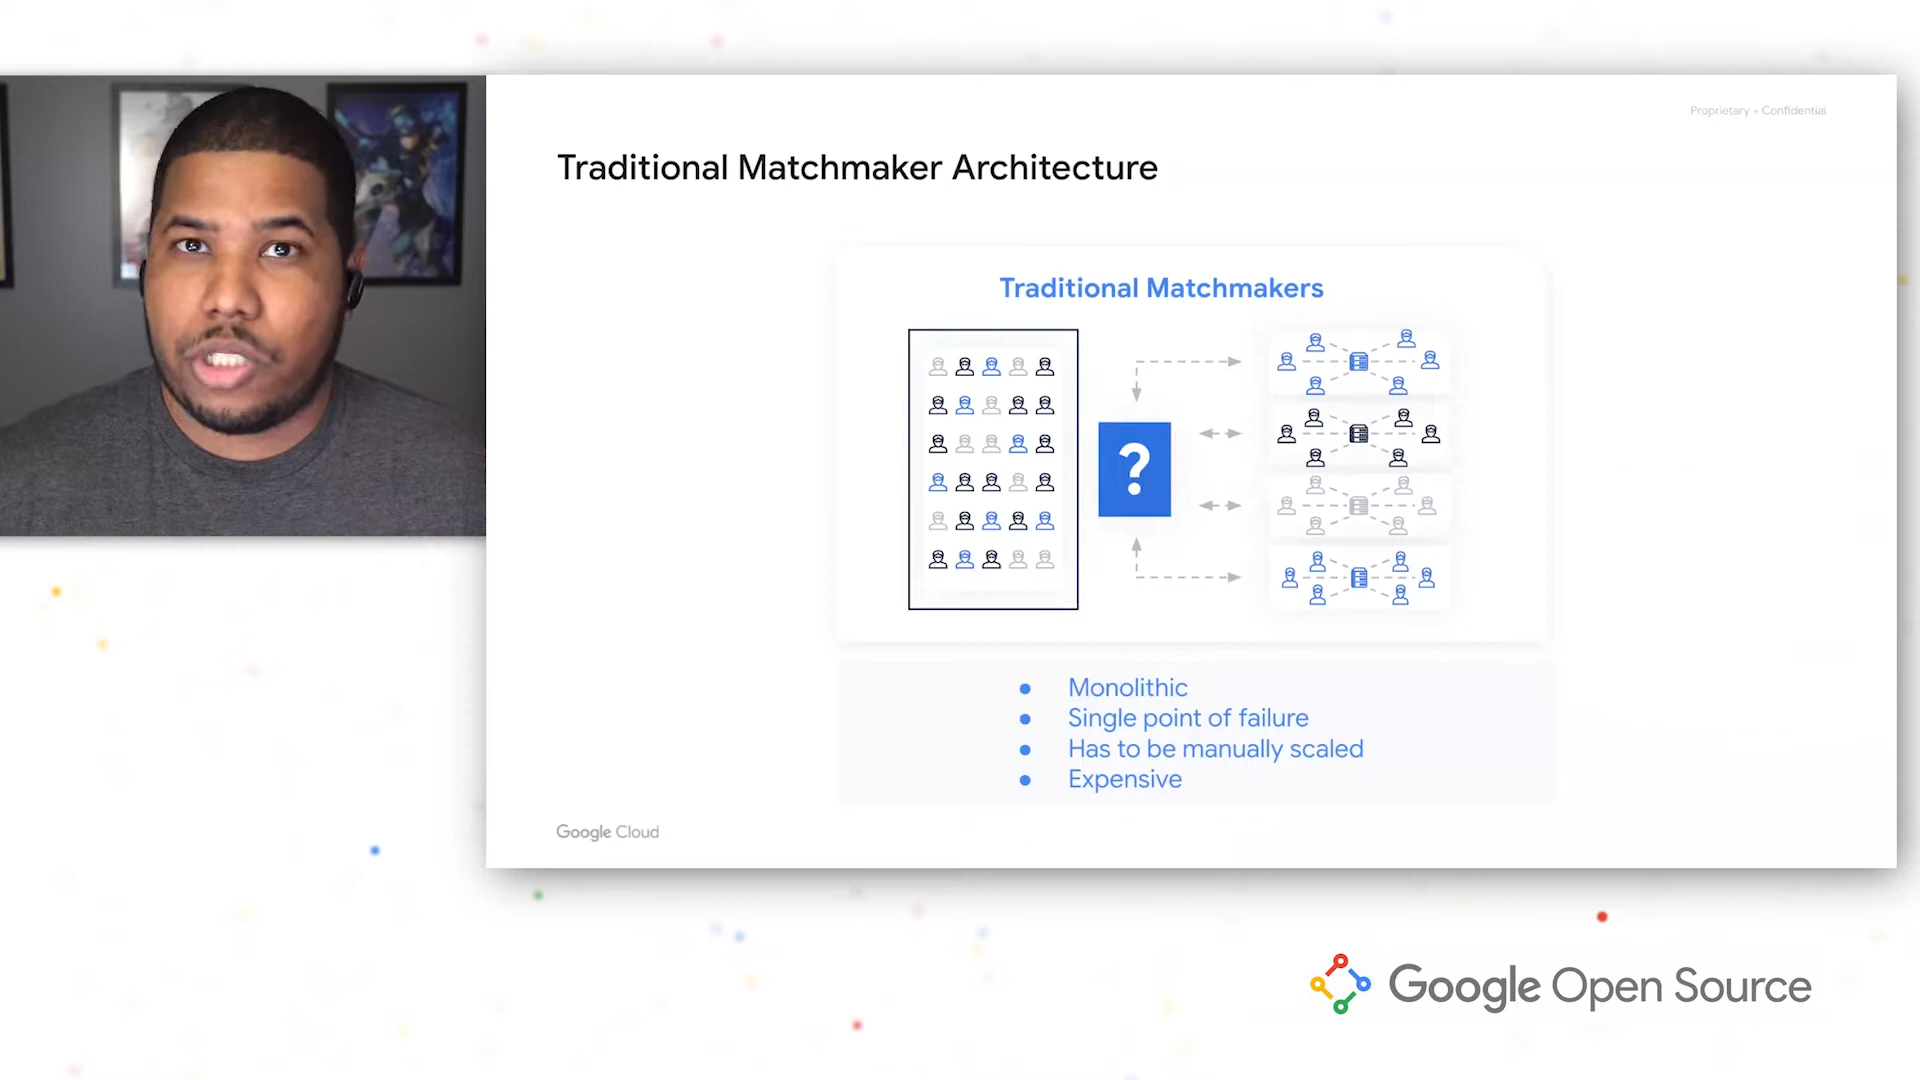 Proprietary + Confidential
Traditional Matchmaker Architecture
Traditional Matchmakers
?
● Monolithic
● Single point of failure
● Has to be manually scaled
● Expensive
Google Cloud
Google Open Source